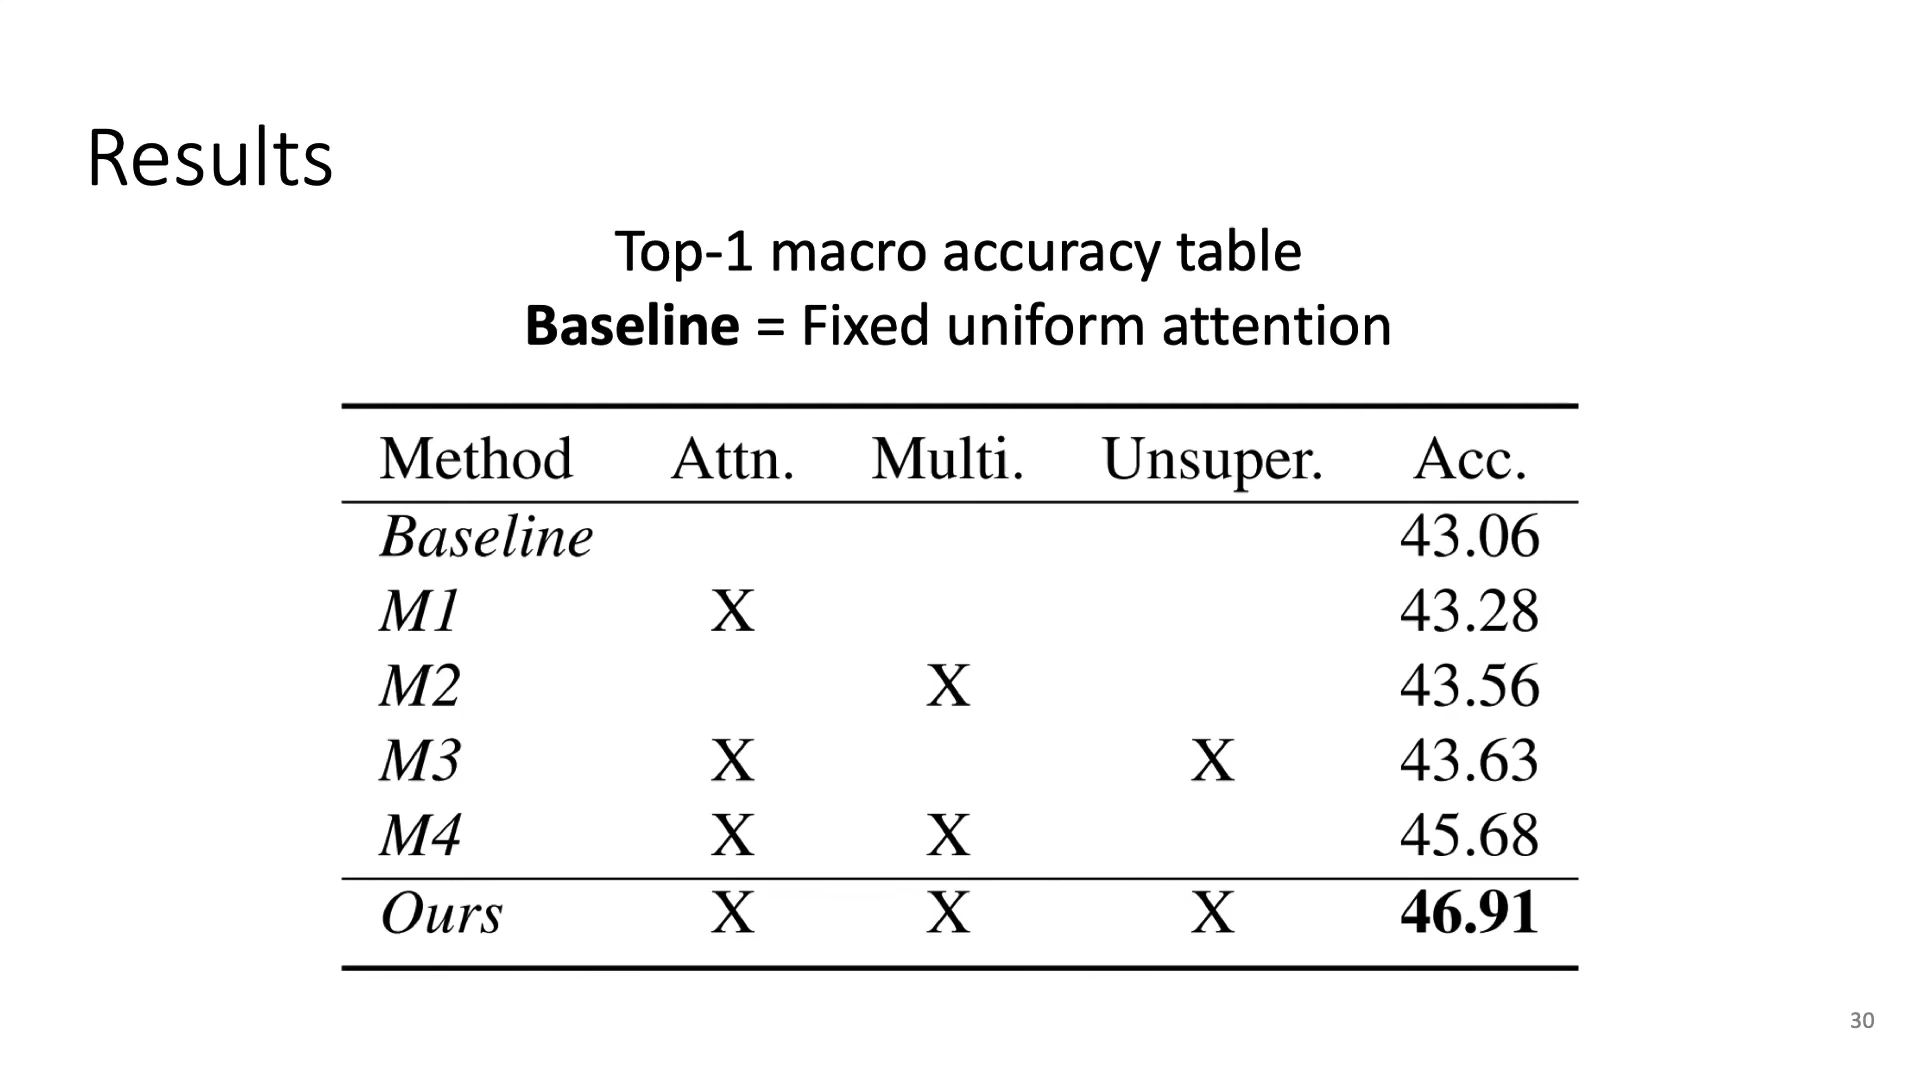 Results
Top-1 macro accuracy table
Baseline = Fixed uniform attention
Method Attn. Multi. Unsuper. Acc.
Baseline 43.06
M1 X 43.28
M2 X 43.56
M3 X X 43.63
M4 X X 45.68
Ours X X X 46.91
30